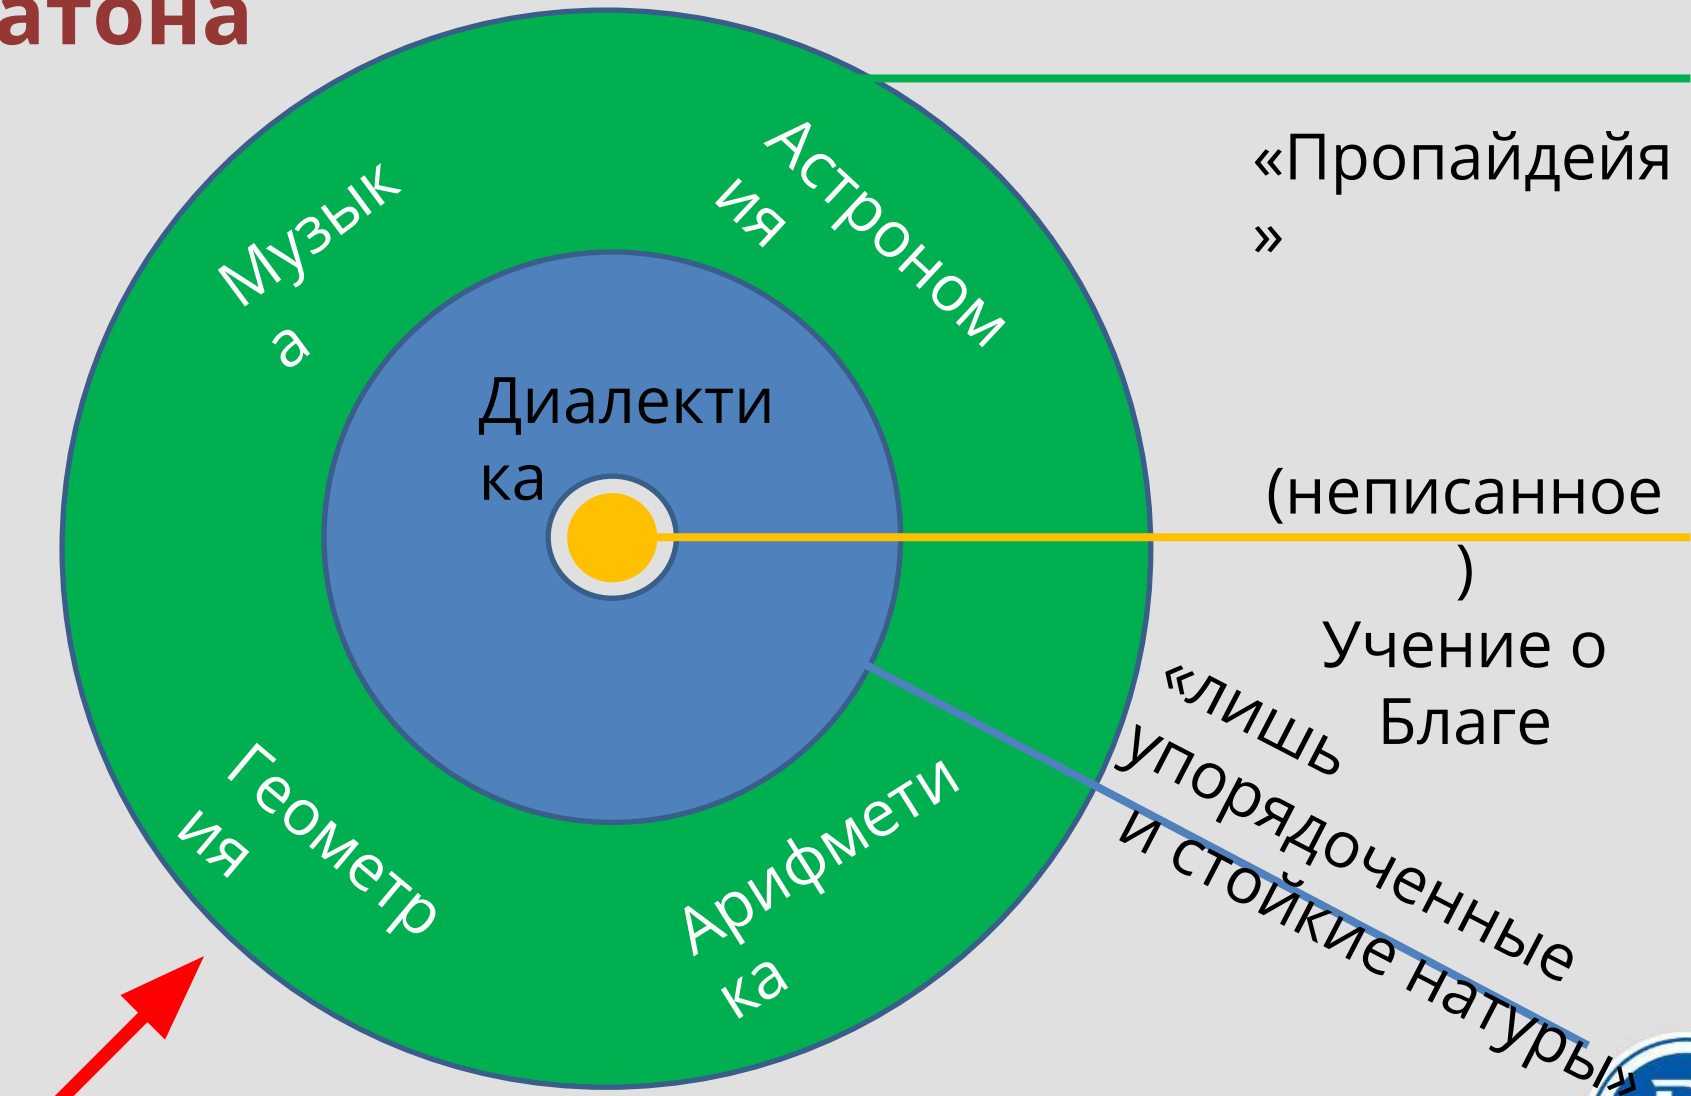 атона
Музык
а
Астроном
ия
«Пропайдейя
»
Диалекти
ка
(неписанное
)
Учение о
Благе
«лишь
упорядоченные
и стойкие натуры»
Геометр
ия
Арифмети
ка